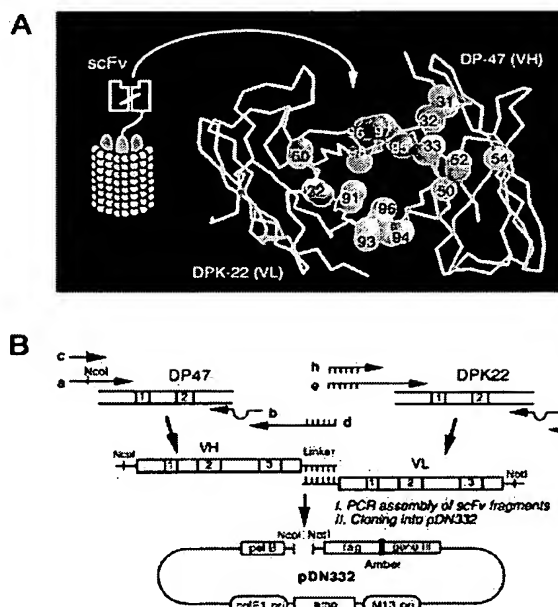 A
scFv
DP-47 (VH)
31
32
96
97
95
33
60
52
54
50
91
96
93
94
DPK-22 (VL)
B
c
NcoI
a
DP47
1 2
b
d
h
e
DPK22
1 2
NcoI
VH
1 2 3
Linker
VL
1 2 3
NotI
I. PCR assembly of scFv fragments
II. Cloning into pDN332
NcoI NotI
pel B
tag
gene III
Amber
pDN332
amp
M13 ori